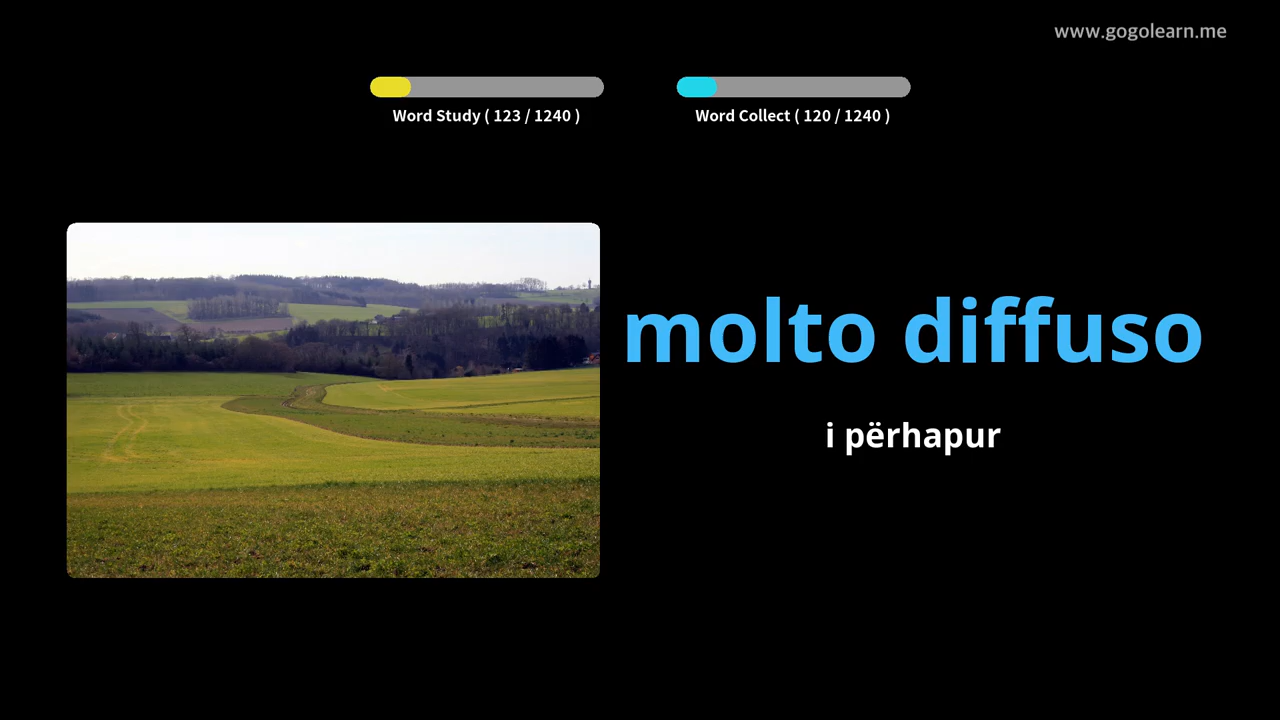 www.gogolearn.me
Word Study ( 123 / 1240 )
Word Collect ( 120 / 1240 )
molto diffuso
i përhapur